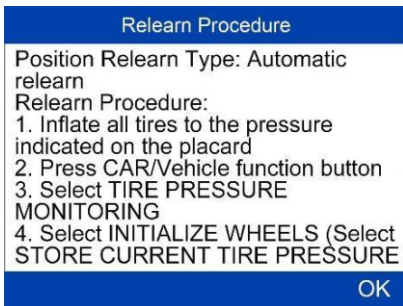 Relearn Procedure
Position Relearn Type: Automatic
relearn
Relearn Procedure:
1. Inflate all tires to the pressure
indicated on the placard
2. Press CAR/Vehicle function button
3. Select TIRE PRESSURE
MONITORING
4. Select INITIALIZE WHEELS (Select
STORE CURRENT TIRE PRESSURE
OK